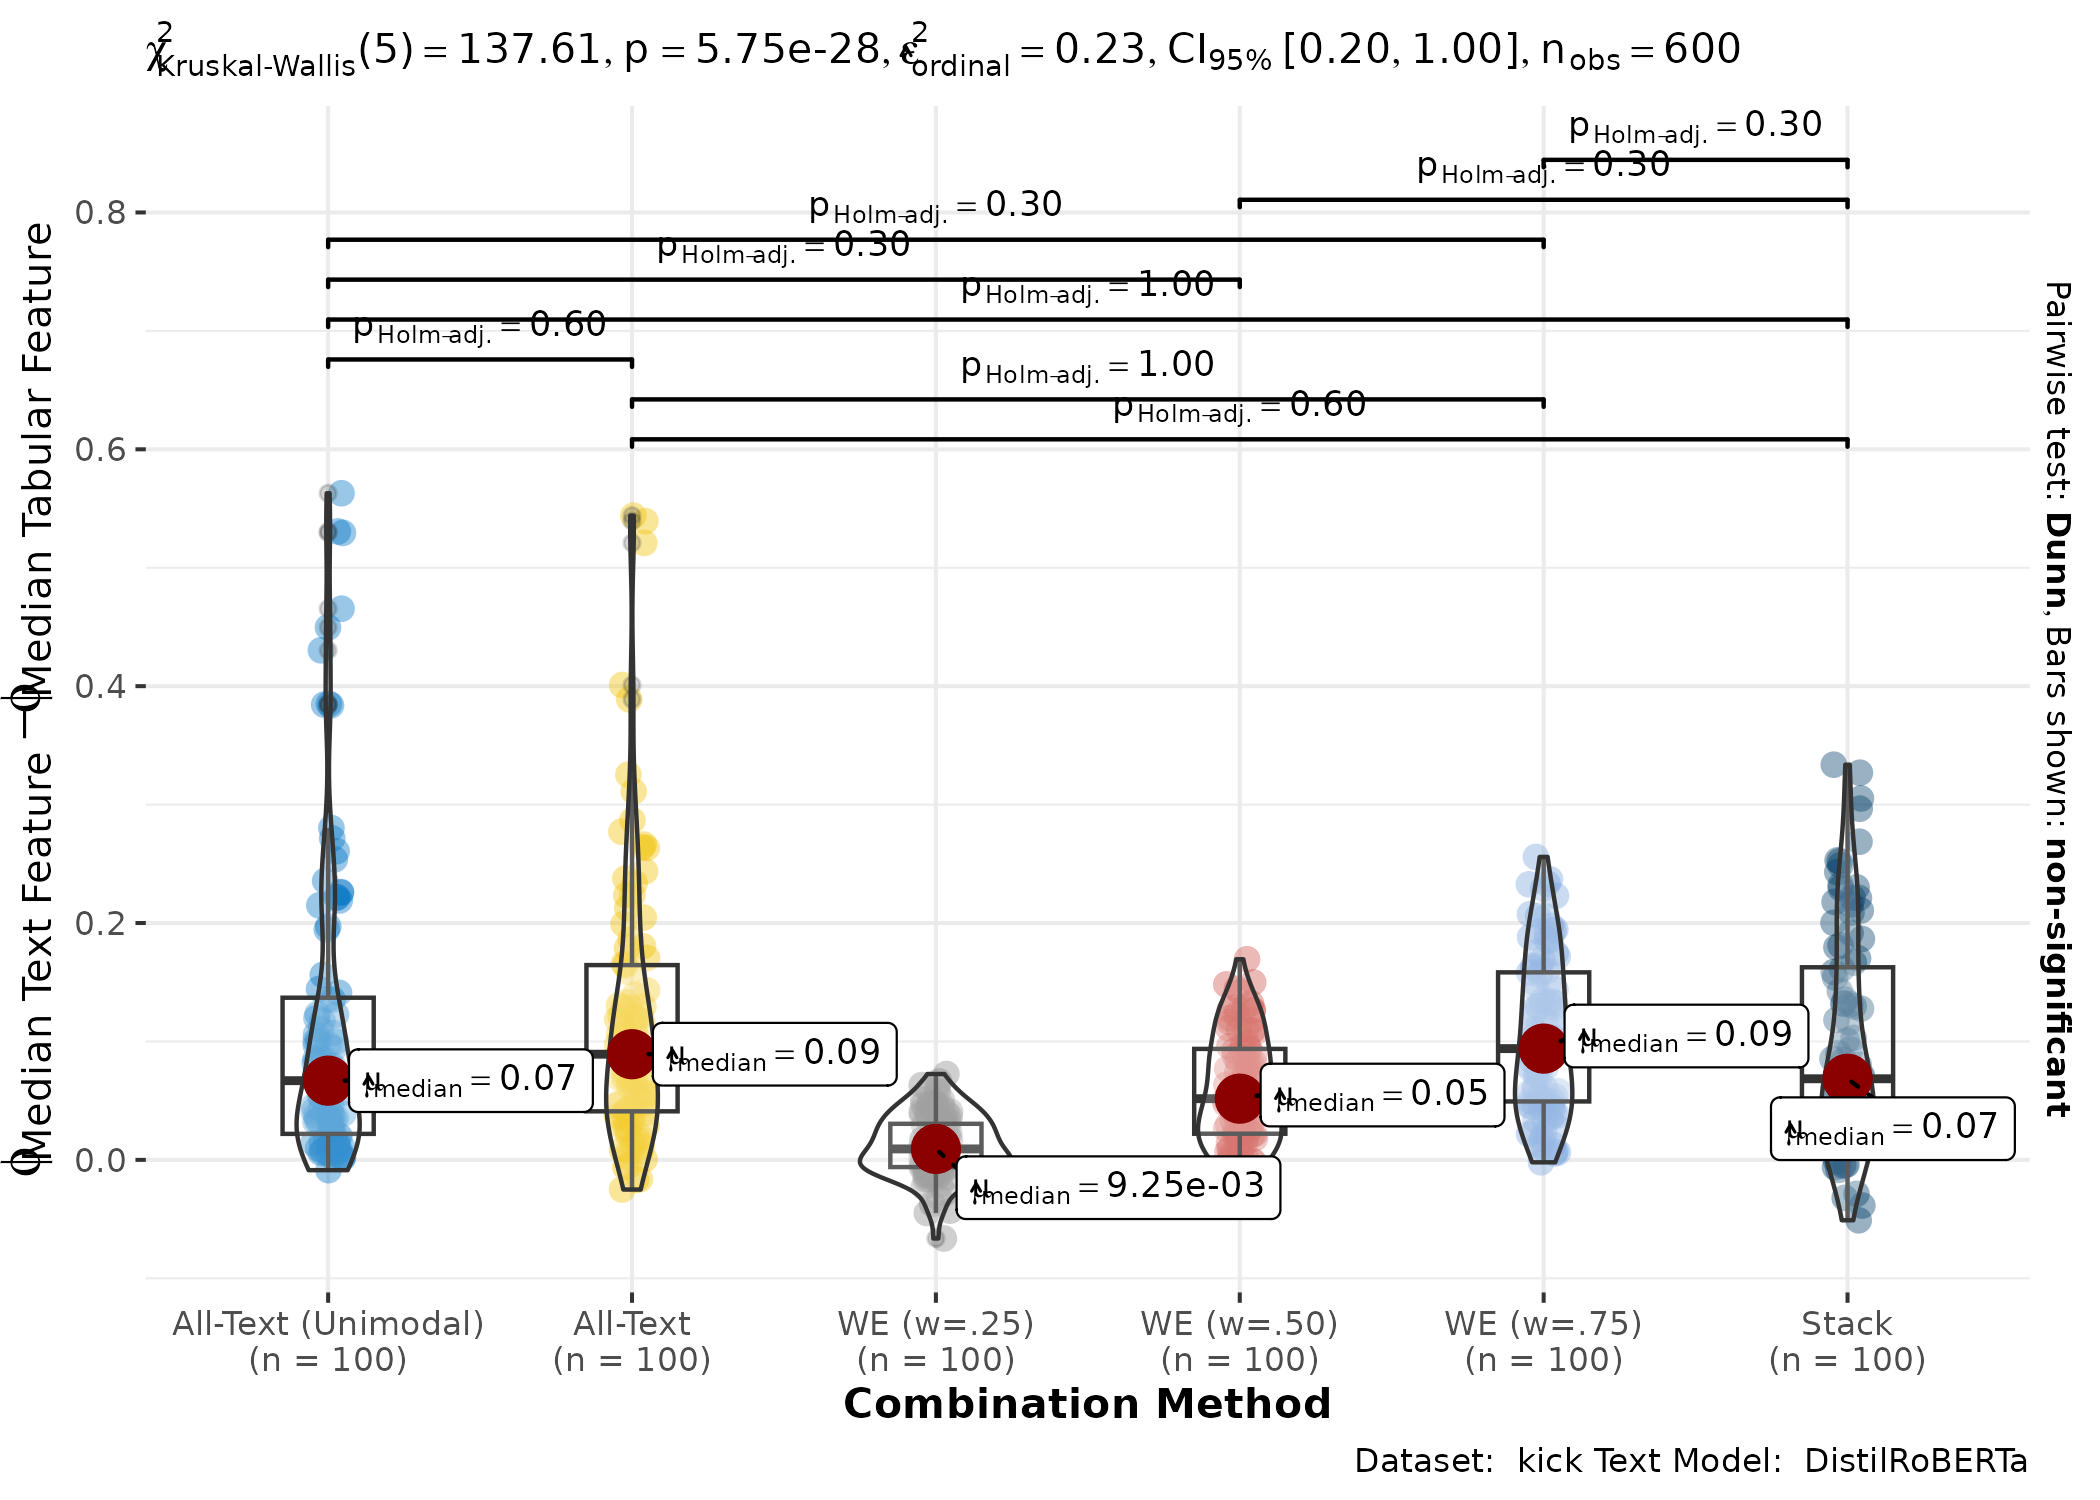 χ²Kruskal-Wallis(5) = 137.61, p = 5.75e-28, ε²ordinal = 0.23, CI95% [0.20, 1.00], nobs = 600
pHolm-adj. = 0.30
pHolm-adj. = 0.30
pHolm-adj. = 0.30
pHolm-adj. = 0.30
pHolm-adj. = 1.00
pHolm-adj. = 0.60
pHolm-adj. = 1.00
pHolm-adj. = 0.60
0.8
0.6
0.4
0.2
0.0
ϕMedian Text Feature − ϕMedian Tabular Feature
Pairwise test: Dunn, Bars shown: non-significant
μ̂median = 0.07
μ̂median = 0.09
μ̂median = 9.25e-03
μ̂median = 0.05
μ̂median = 0.09
μ̂median = 0.07
All-Text (Unimodal)
(n = 100)
All-Text
(n = 100)
WE (w=.25)
(n = 100)
WE (w=.50)
(n = 100)
WE (w=.75)
(n = 100)
Stack
(n = 100)
Combination Method
Dataset:  kick Text Model:  DistilRoBERTa